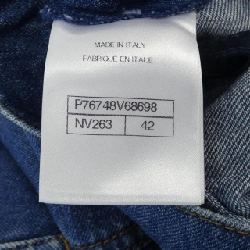 MADE IN ITALY
FABRIQUE EN ITALIE
P76748V68698
NV263 42